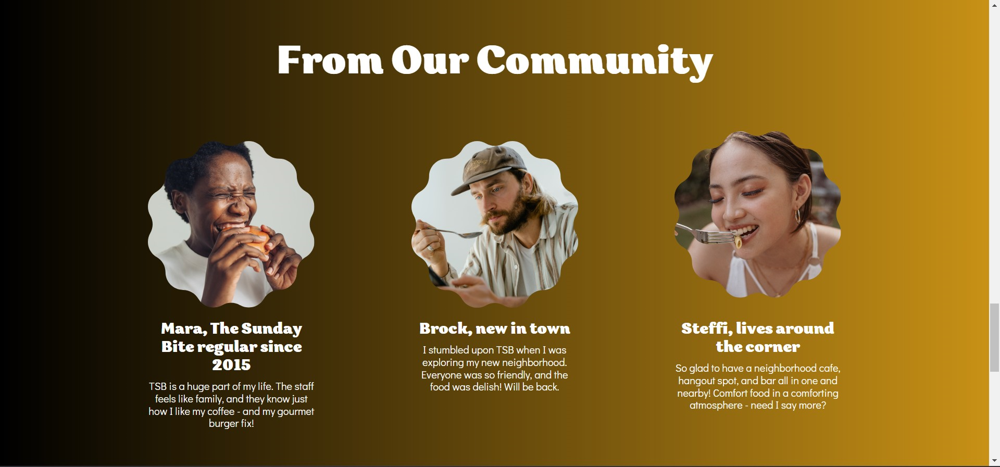 From Our Community
Mara, The Sunday
Bite regular since
2015
TSB is a huge part of my life. The staff
feels like family, and they know just
how I like my coffee - and my gourmet
burger fix!
Brock, new in town
I stumbled upon TSB when I was
exploring my new neighborhood.
Everyone was so friendly, and the
food was delish! Will be back.
Steffi, lives around
the corner
So glad to have a neighborhood cafe,
hangout spot, and bar all in one and
nearby! Comfort food in a comforting
atmosphere - need I say more?